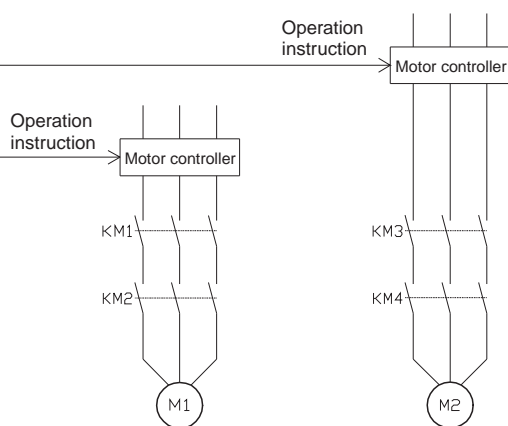 Operation
instruction
Motor controller
Operation
instruction
Motor controller
KM1
KM3
KM2
KM4
M1
M2